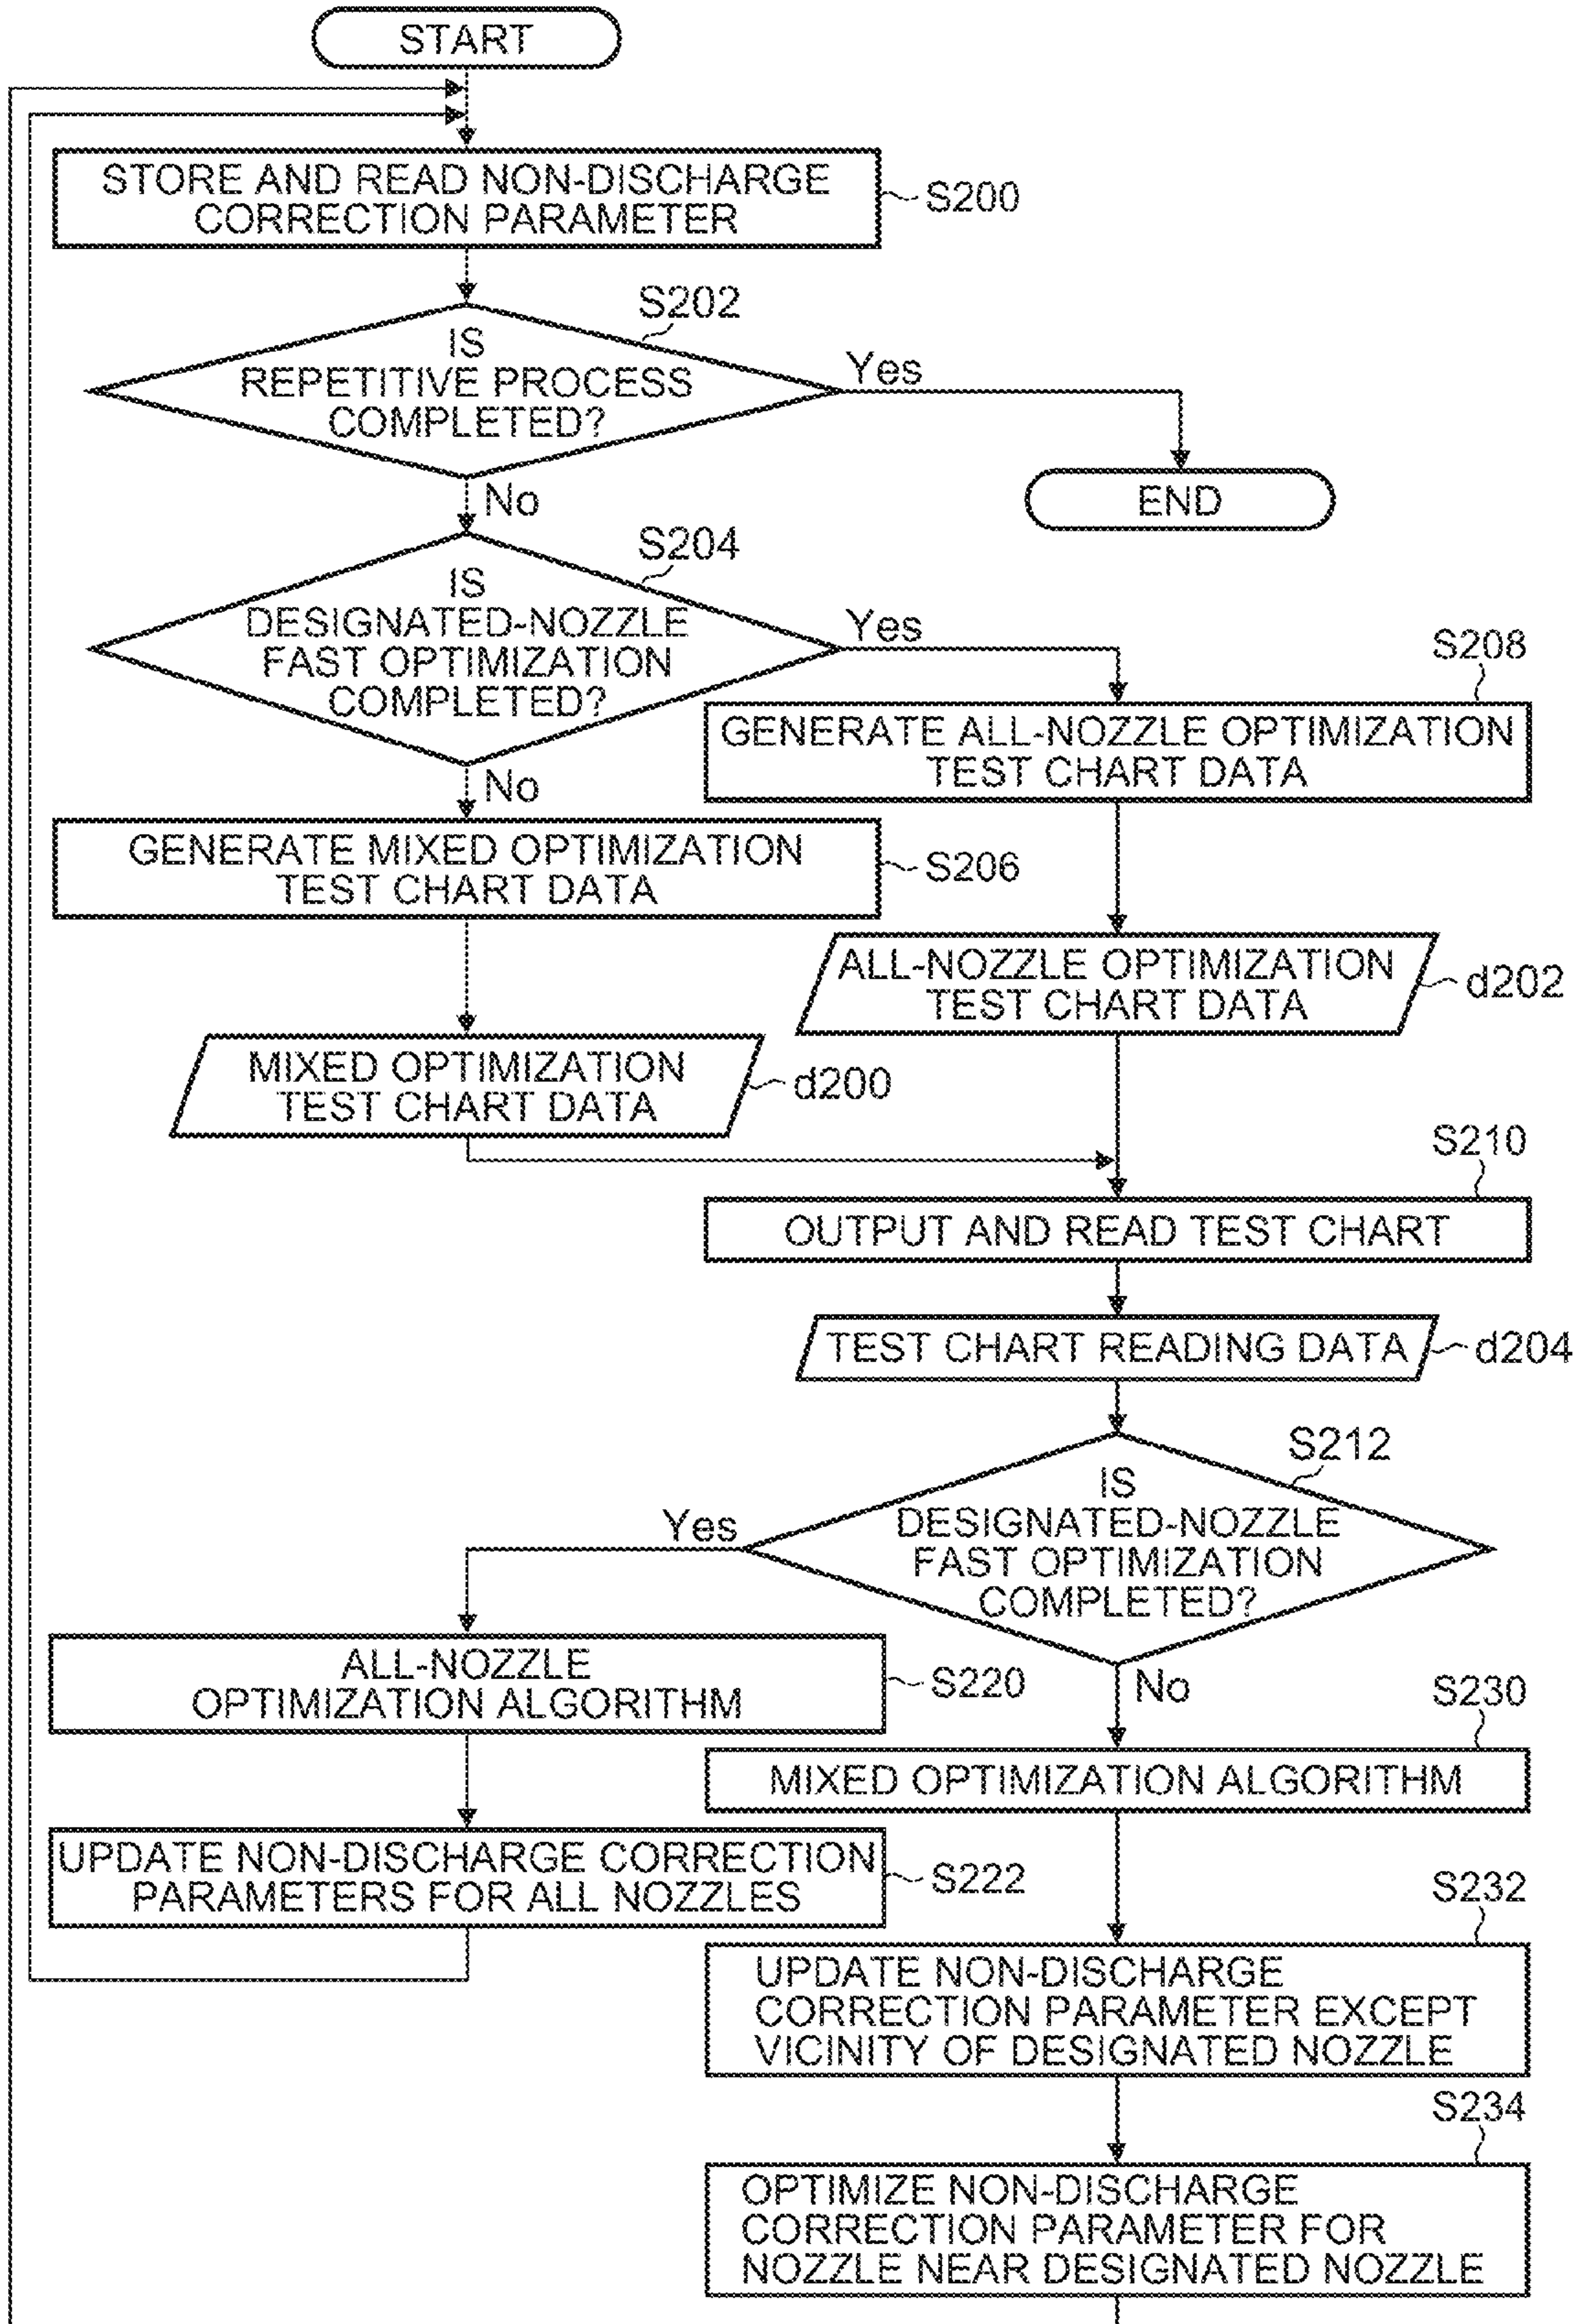 START
STORE AND READ NON-DISCHARGE
CORRECTION PARAMETER
S200
S202
IS
REPETITIVE PROCESS
COMPLETED?
Yes
No
END
S204
IS
DESIGNATED-NOZZLE
FAST OPTIMIZATION
COMPLETED?
Yes
No
S208
GENERATE ALL-NOZZLE OPTIMIZATION
TEST CHART DATA
GENERATE MIXED OPTIMIZATION
TEST CHART DATA
S206
ALL-NOZZLE OPTIMIZATION
TEST CHART DATA
d202
MIXED OPTIMIZATION
TEST CHART DATA
d200
S210
OUTPUT AND READ TEST CHART
TEST CHART READING DATA
d204
S212
IS
DESIGNATED-NOZZLE
FAST OPTIMIZATION
COMPLETED?
Yes
No
ALL-NOZZLE
OPTIMIZATION ALGORITHM
S220
S230
MIXED OPTIMIZATION ALGORITHM
UPDATE NON-DISCHARGE CORRECTION
PARAMETERS FOR ALL NOZZLES
S222
S232
UPDATE NON-DISCHARGE
CORRECTION PARAMETER EXCEPT
VICINITY OF DESIGNATED NOZZLE
S234
OPTIMIZE NON-DISCHARGE
CORRECTION PARAMETER FOR
NOZZLE NEAR DESIGNATED NOZZLE